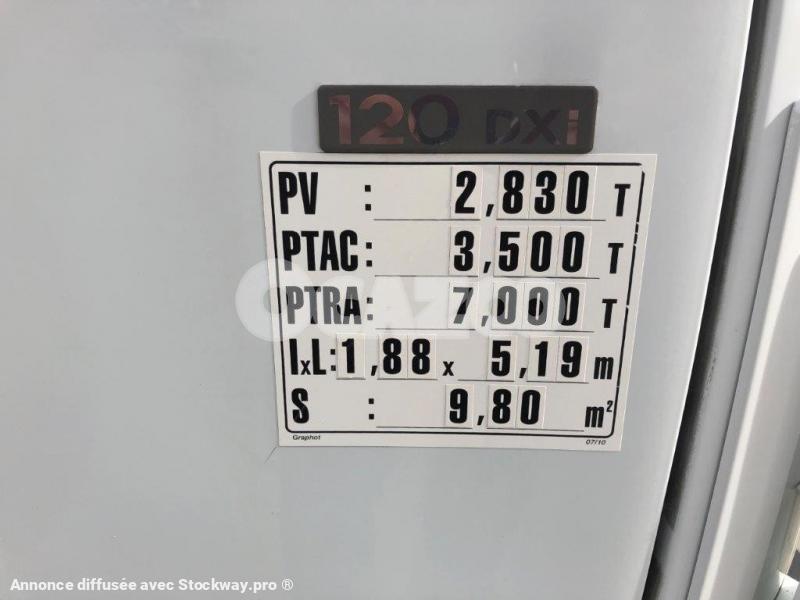 120 DXi
PV : 2,830 T
PTAC: 3,500 T
PTRA: 7,000 T
IxL: 1,88 x 5,19 m
S : 9,80 m²
Graphot 07/10
OCAZOO
Annonce diffusée avec Stockway.pro ®